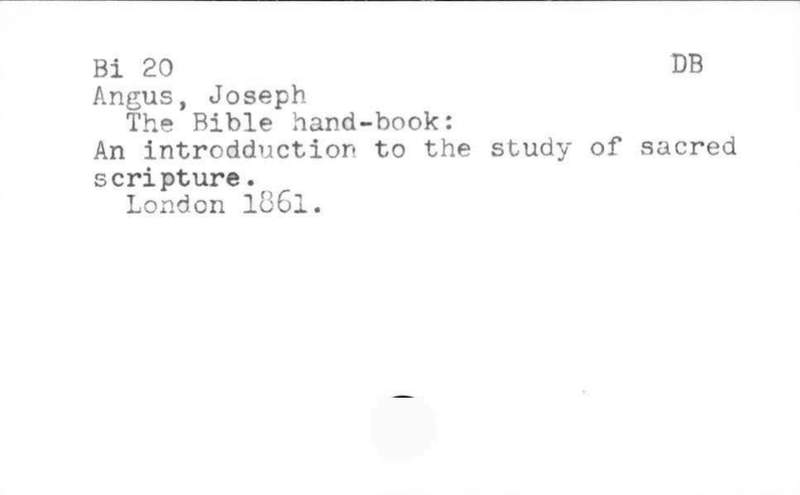 Bi 20 DB
Angus, Joseph
The Bible hand-book:
An introdduction to the study of sacred
scripture.
London 1861.